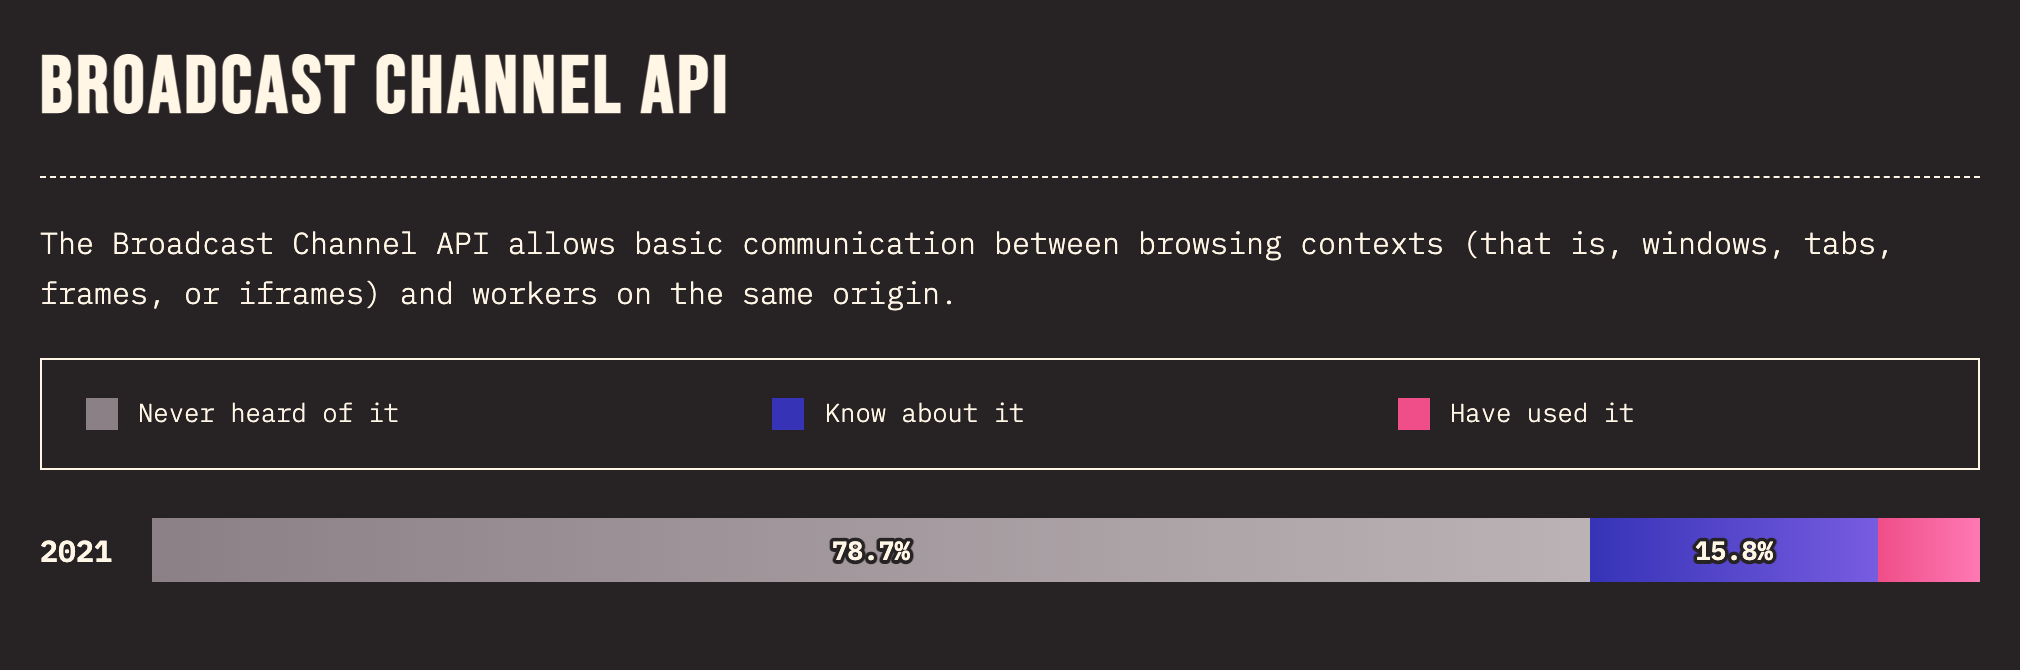 BROADCAST CHANNEL API
The Broadcast Channel API allows basic communication between browsing contexts (that is, windows, tabs,
frames, or iframes) and workers on the same origin.
Never heard of it
Know about it
Have used it
2021
78.7%
15.8%